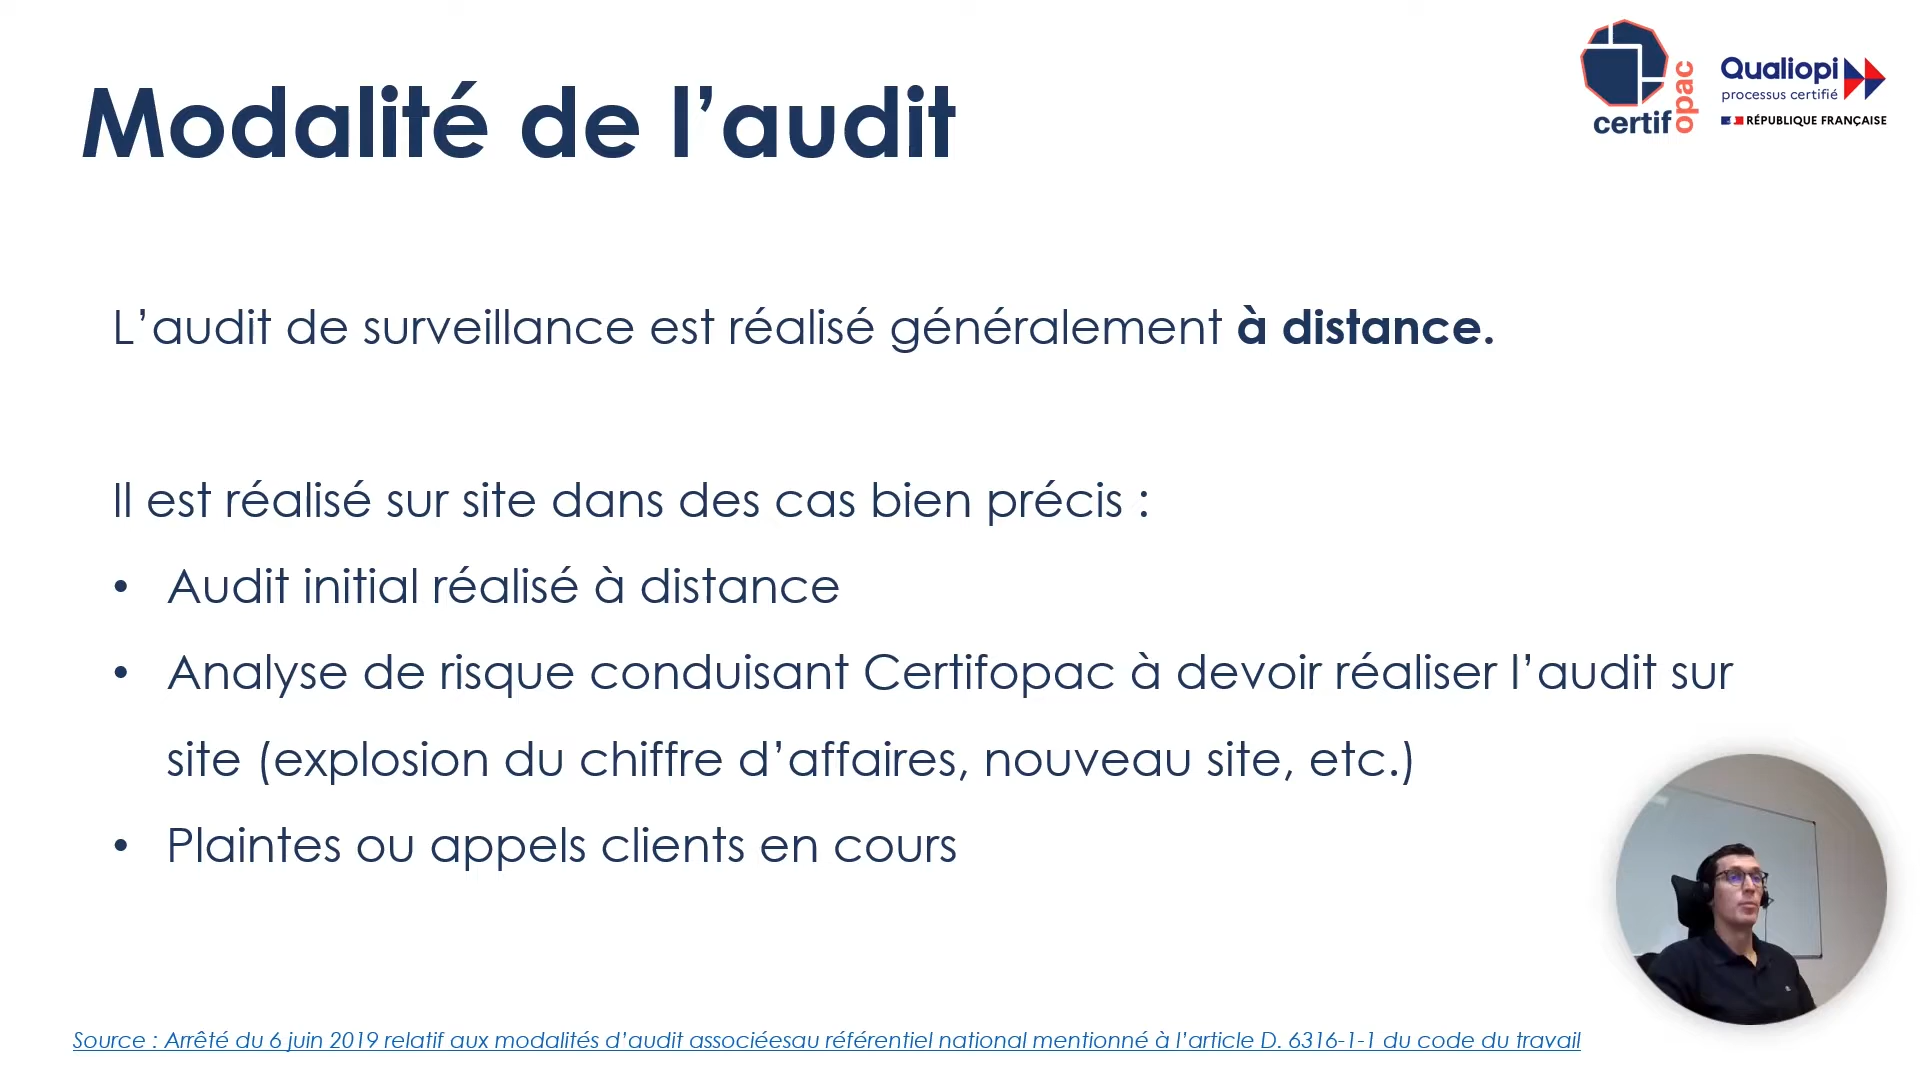 Modalité de l’audit
certifopac
Qualiopi
processus certifié
RÉPUBLIQUE FRANÇAISE
L’audit de surveillance est réalisé généralement à distance.
Il est réalisé sur site dans des cas bien précis :
• Audit initial réalisé à distance
• Analyse de risque conduisant Certifopac à devoir réaliser l’audit sur
site (explosion du chiffre d’affaires, nouveau site, etc.)
• Plaintes ou appels clients en cours
Source : Arrêté du 6 juin 2019 relatif aux modalités d’audit associéesau référentiel national mentionné à l’article D. 6316-1-1 du code du travail